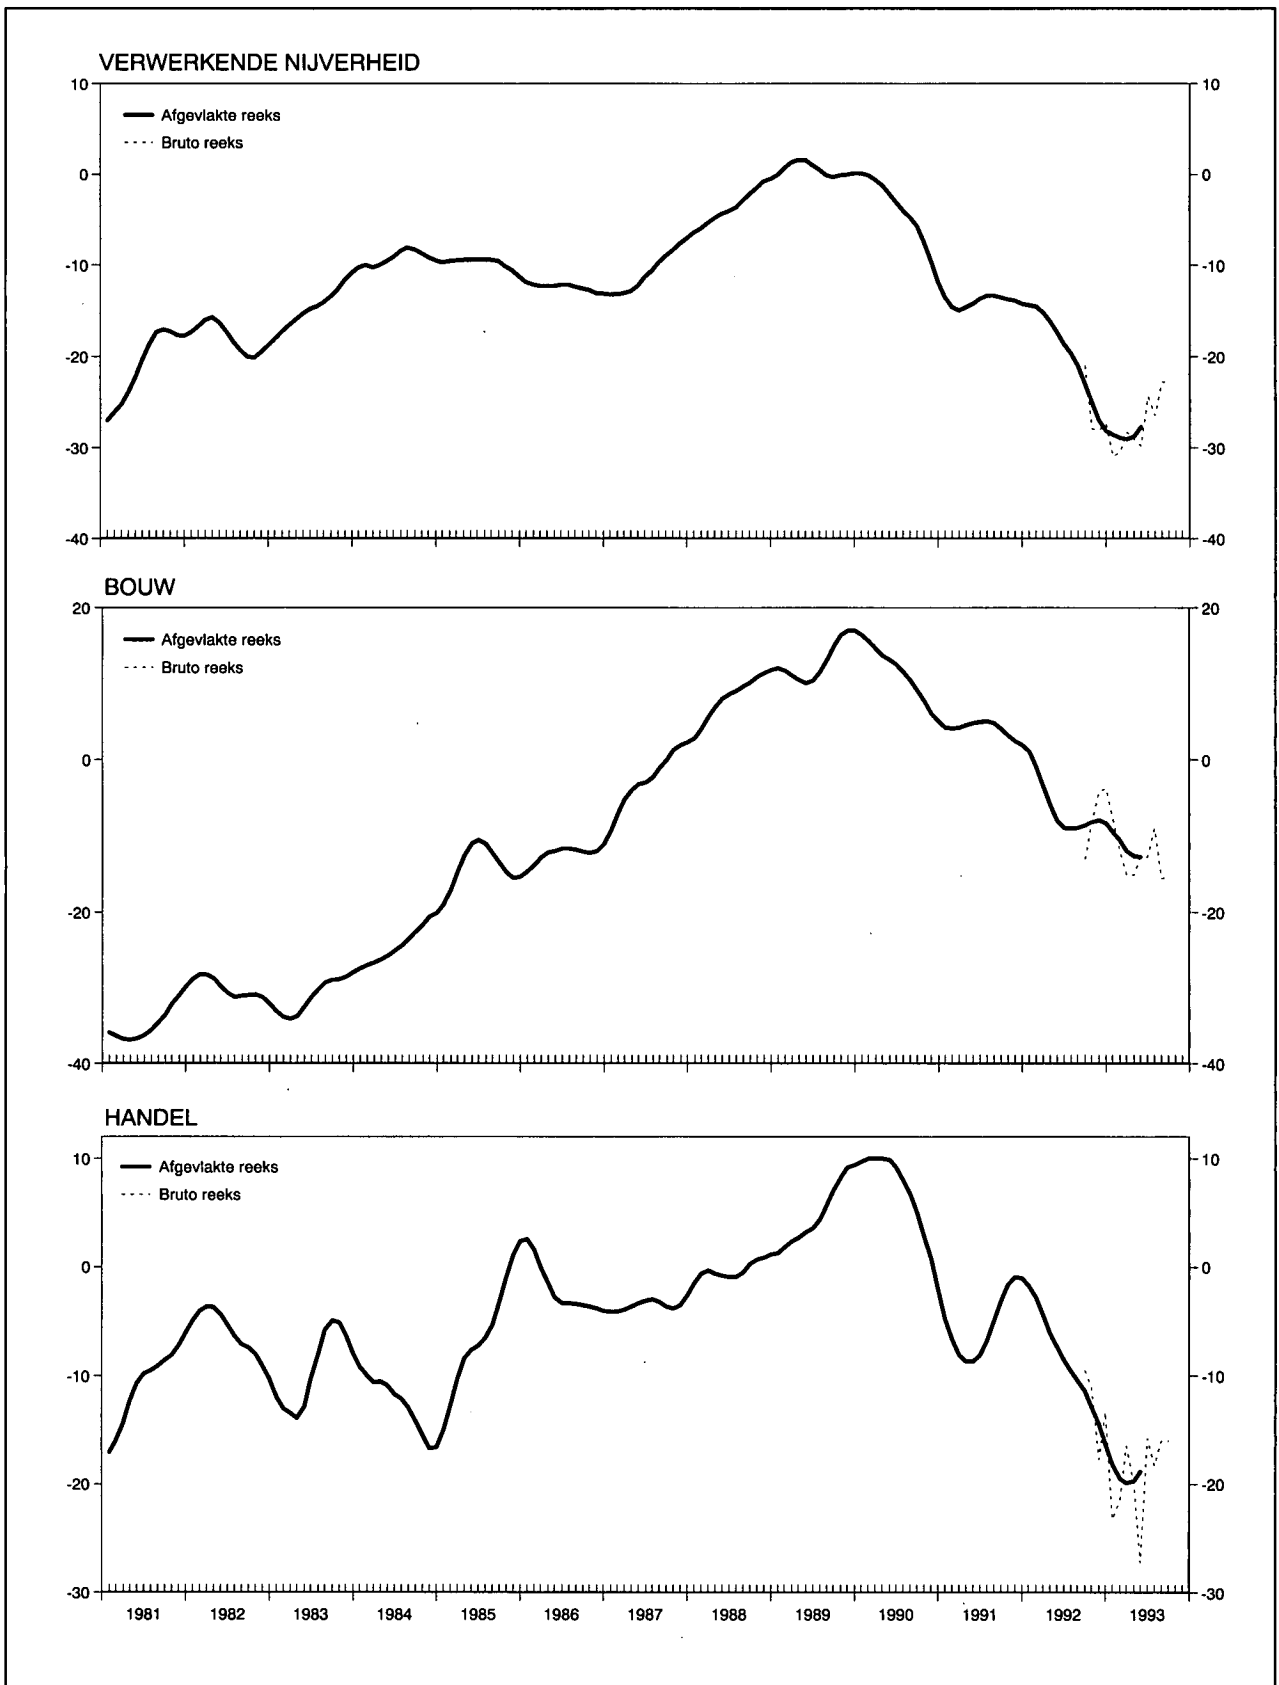 VERWERKENDE NIJVERHEID
10 10
Afgevlakte reeks
Bruto reeks
0 0
-10 -10
-20 -20
-30 -30
-40 -40
BOUW
20 20
Afgevlakte reeks
Bruto reeks
0 0
-20 -20
-40 -40
HANDEL
10 10
Afgevlakte reeks
Bruto reeks
0 0
-10 -10
-20 -20
-30 -30
1981 1982 1983 1984 1985 1986 1987 1988 1989 1990 1991 1992 1993